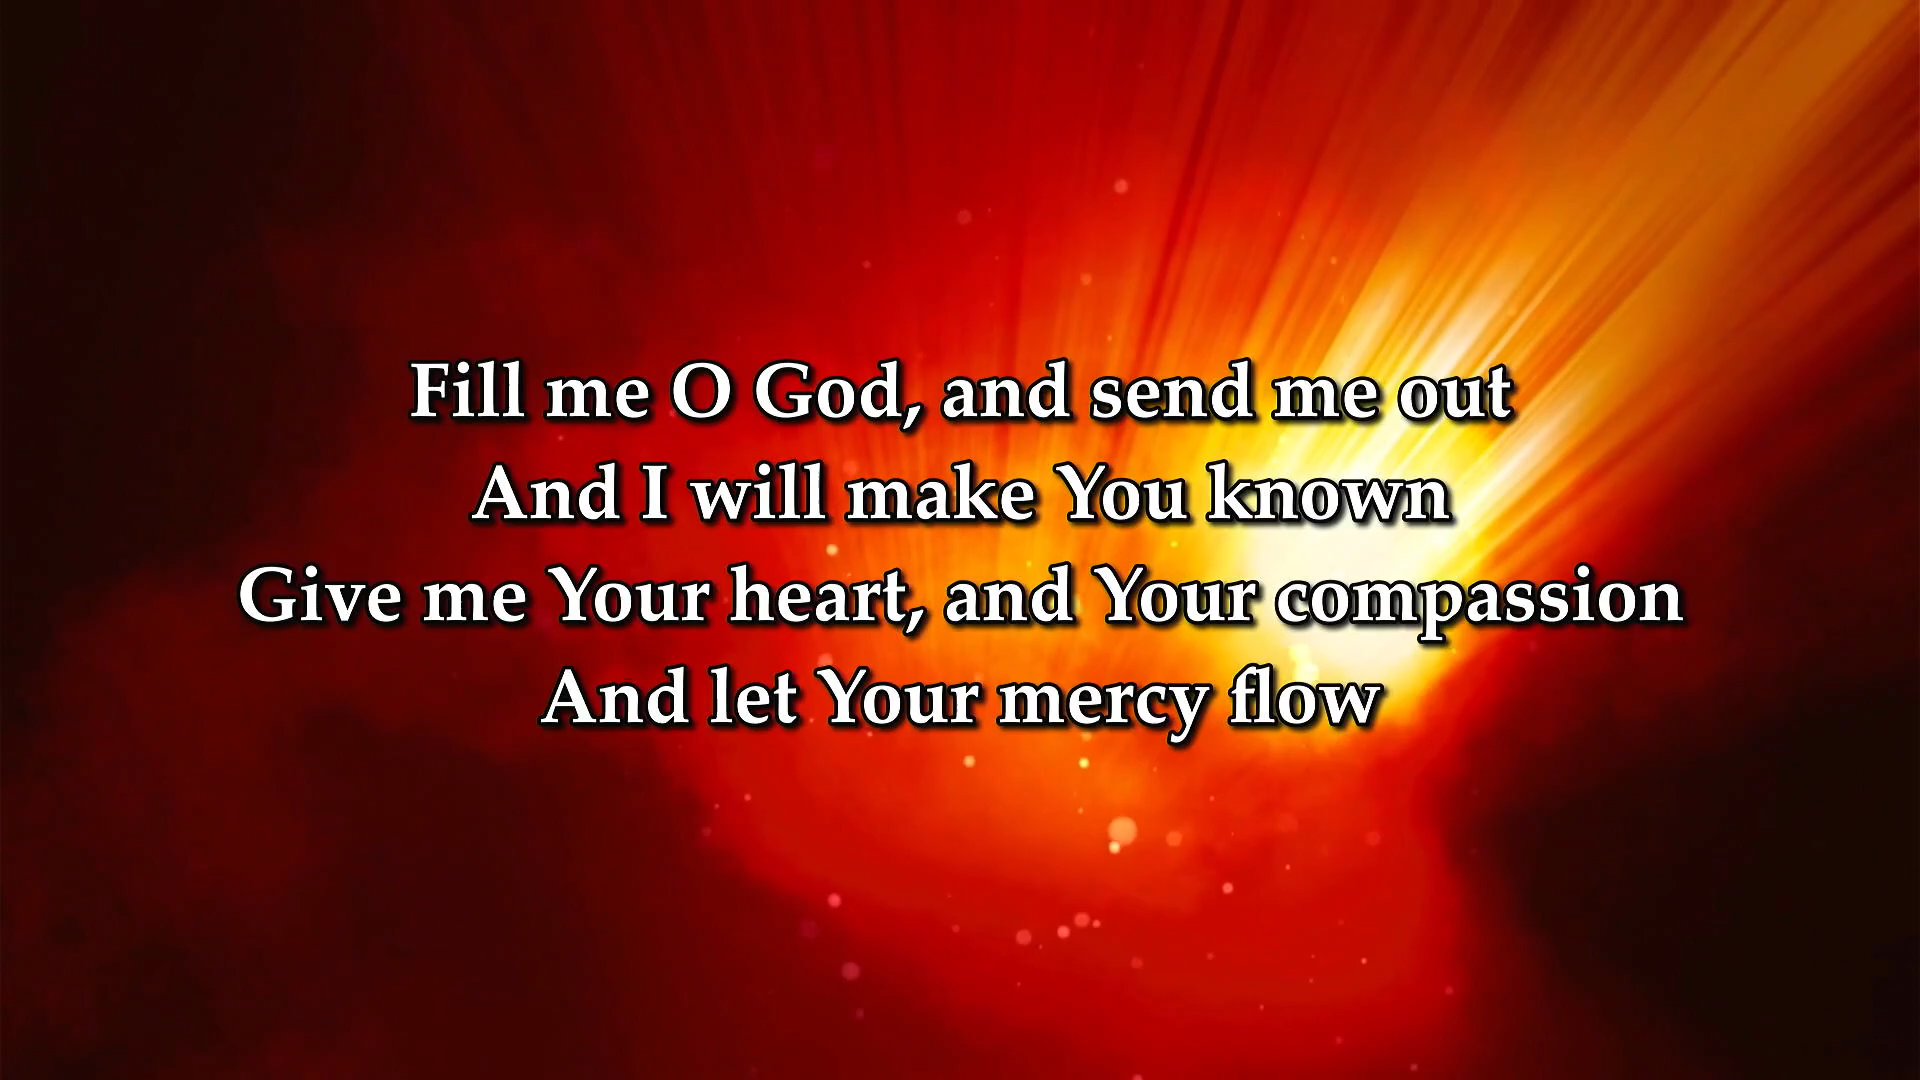 Fill me O God, and send me out
And I will make You known
Give me Your heart, and Your compassion
And let Your mercy flow